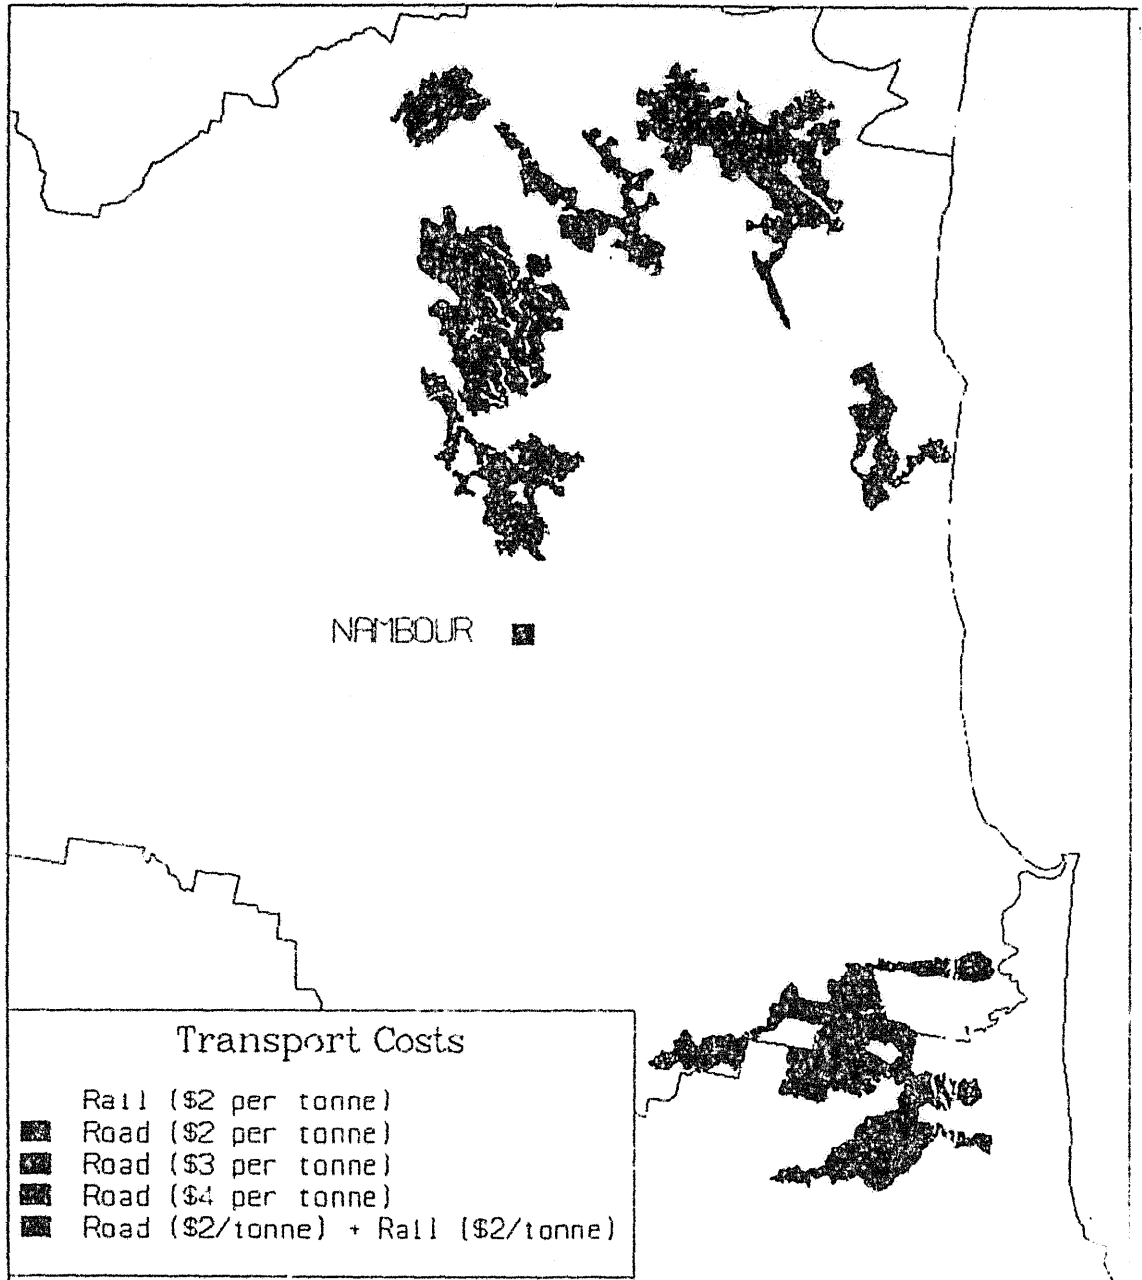 NAMBOUR
Transport Costs
Rail ($2 per tonne)
Road ($2 per tonne)
Road ($3 per tonne)
Road ($4 per tonne)
Road ($2/tonne) + Rail ($2/tonne)